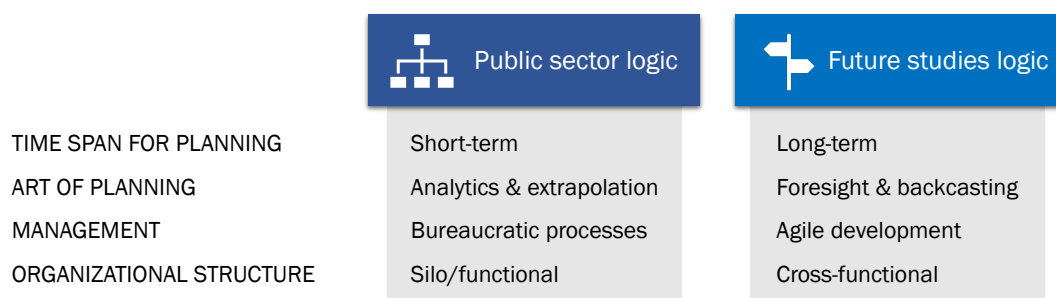 Public sector logic Future studies logic
TIME SPAN FOR PLANNING Short-term Long-term
ART OF PLANNING Analytics & extrapolation Foresight & backcasting
MANAGEMENT Bureaucratic processes Agile development
ORGANIZATIONAL STRUCTURE Silo/functional Cross-functional